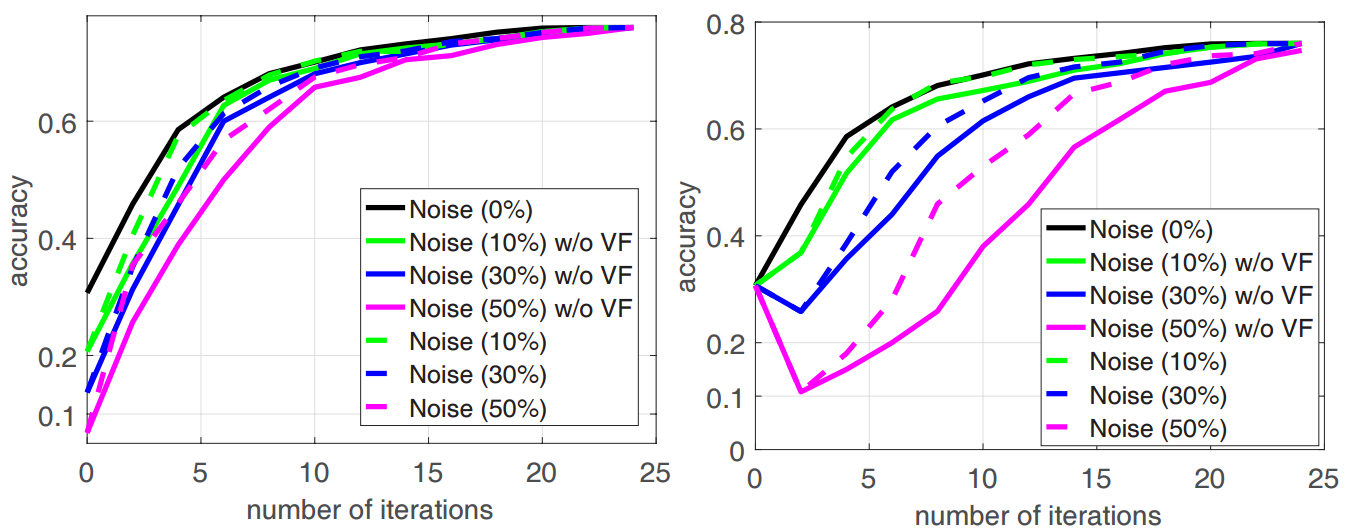 accuracy
0.6
0.4
0.2
0.1
0
5
10
15
20
25
number of iterations
Noise (0%)
Noise (10%) w/o VF
Noise (30%) w/o VF
Noise (50%) w/o VF
Noise (10%)
Noise (30%)
Noise (50%)
accuracy
0.8
0.6
0.4
0.2
0.1
0
0
5
10
15
20
25
number of iterations
Noise (0%)
Noise (10%) w/o VF
Noise (30%) w/o VF
Noise (50%) w/o VF
Noise (10%)
Noise (30%)
Noise (50%)